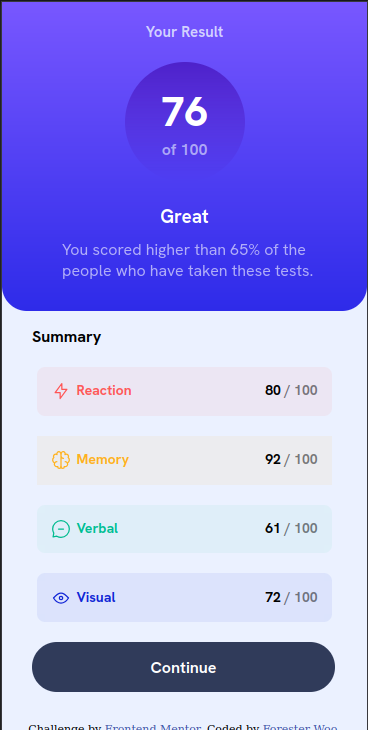 Your Result
76
of 100
Great
You scored higher than 65% of the
people who have taken these tests.
Summary
Reaction 80 / 100
Memory 92 / 100
Verbal 61 / 100
Visual 72 / 100
Continue
Challenge by Frontend Mentor. Coded by Forester Woo